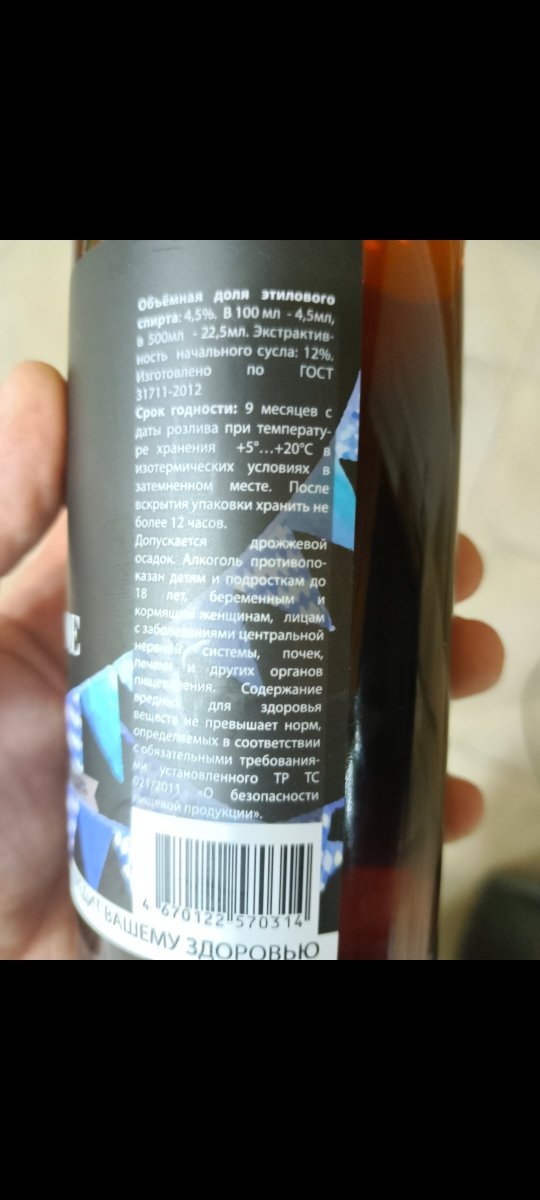 Объёмная доля этилового
спирта: 4,5%. В 100 мл - 4,5мл,
в 500мл - 22,5мл. Экстрактив-
ность начального сусла: 12%.
Изготовлено по ГОСТ
31711-2012
Срок годности: 9 месяцев с
даты розлива при температу-
ре хранения +5°...+20°С в
изотермических условиях в
затемненном месте. После
вскрытия упаковки хранить не
более 12 часов.
Допускается дрожжевой
осадок. Алкоголь противопо-
казан детям и подросткам до
18 лет, беременным и
кормящим женщинам, лицам
с заболеваниями центральной
нервной системы, почек,
печени и других органов
пищеварения. Содержание
вредных для здоровья
веществ не превышает норм,
определяемых в соответствии
с обязательными требования-
ми установленного ТР ТС
021/2011 «О безопасности
пищевой продукции».
4 670122 570314
ВАШЕМУ ЗДОРОВЬЮ